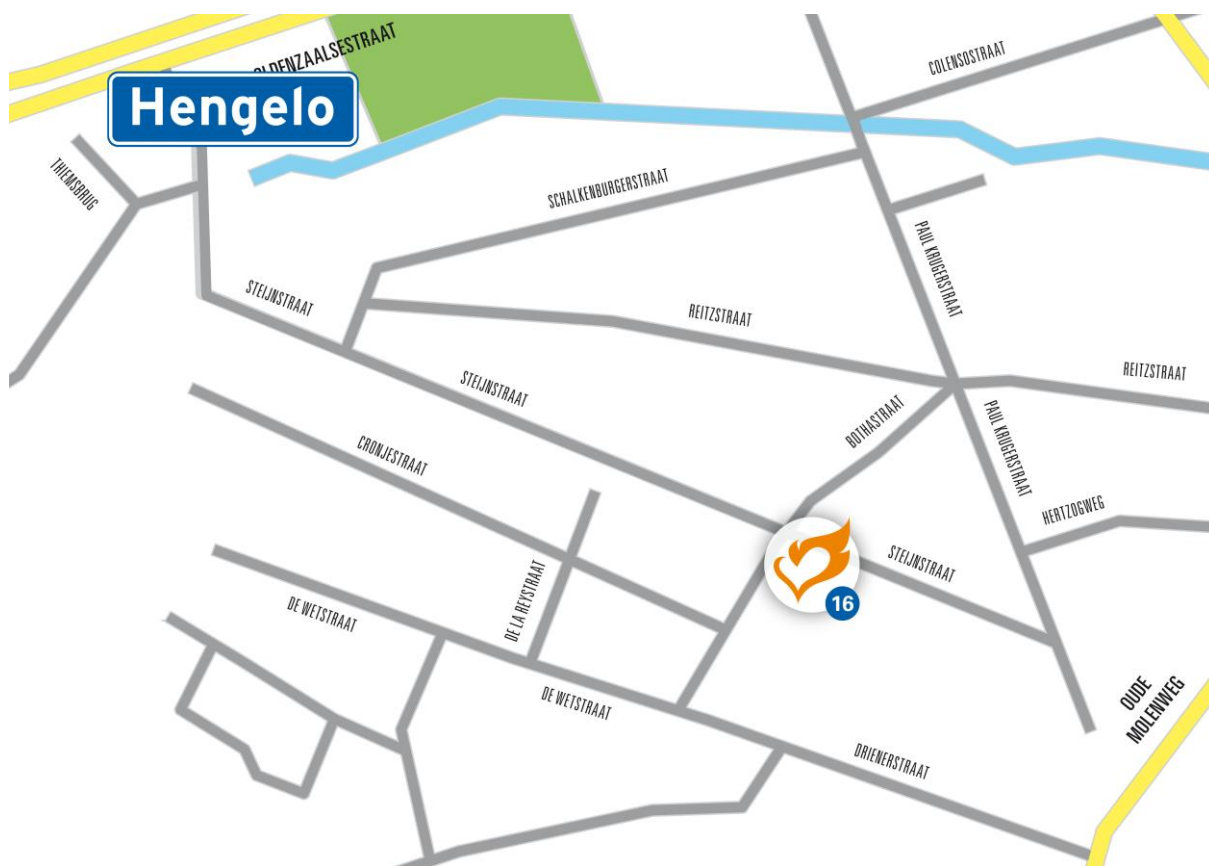 OLDENZAALSESTRAAT
Hengelo
COLENSOSTRAAT
THIEMSBRUG
SCHALKENBURGERSTRAAT
PAUL KRUGERSTRAAT
STEIJNSTRAAT
REITZSTRAAT
REITZSTRAAT
STEIJNSTRAAT
BOTHASTRAAT
PAUL KRUGERSTRAAT
CRONJESTRAAT
HERTZOGWEG
STEIJNSTRAAT
DE LA REYSTRAAT
16
DE WETSTRAAT
DE WETSTRAAT
OUDE
MOLENWEG
DRIENERSTRAAT